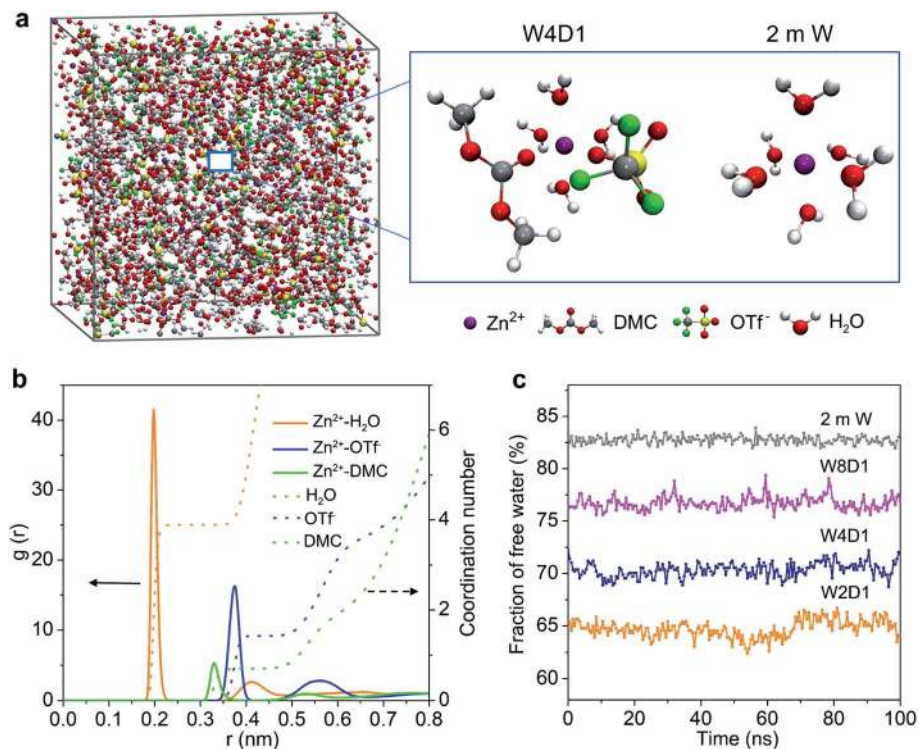 a
W4D1 2 m W
Zn²⁺ DMC OTf⁻ H₂O
b
g (r)
40
30
20
10
0
0.0 0.1 0.2 0.3 0.4 0.5 0.6 0.7 0.8
r (nm)
Zn²⁺-H₂O
Zn²⁺-OTf⁻
Zn²⁺-DMC
H₂O
OTf⁻
DMC
6
4
2
0
Coordination number
c
Fraction of free water (%)
85
80
75
70
65
60
2 m W
W8D1
W4D1
W2D1
0 20 40 60 80 100
Time (ns)